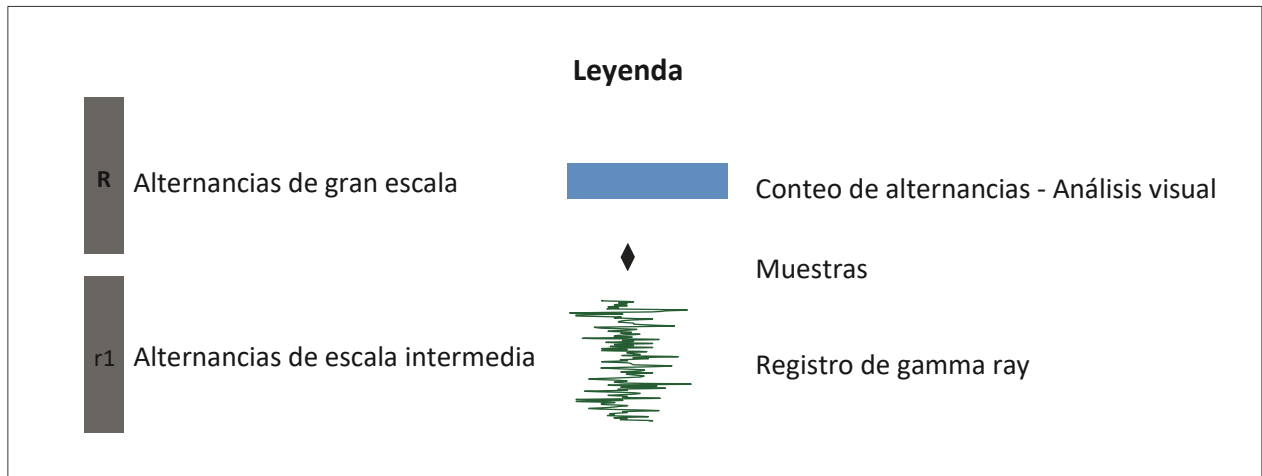 Leyenda
R
Alternancias de gran escala
r1
Alternancias de escala intermedia
Conteo de alternancias - Análisis visual
Muestras
Registro de gamma ray